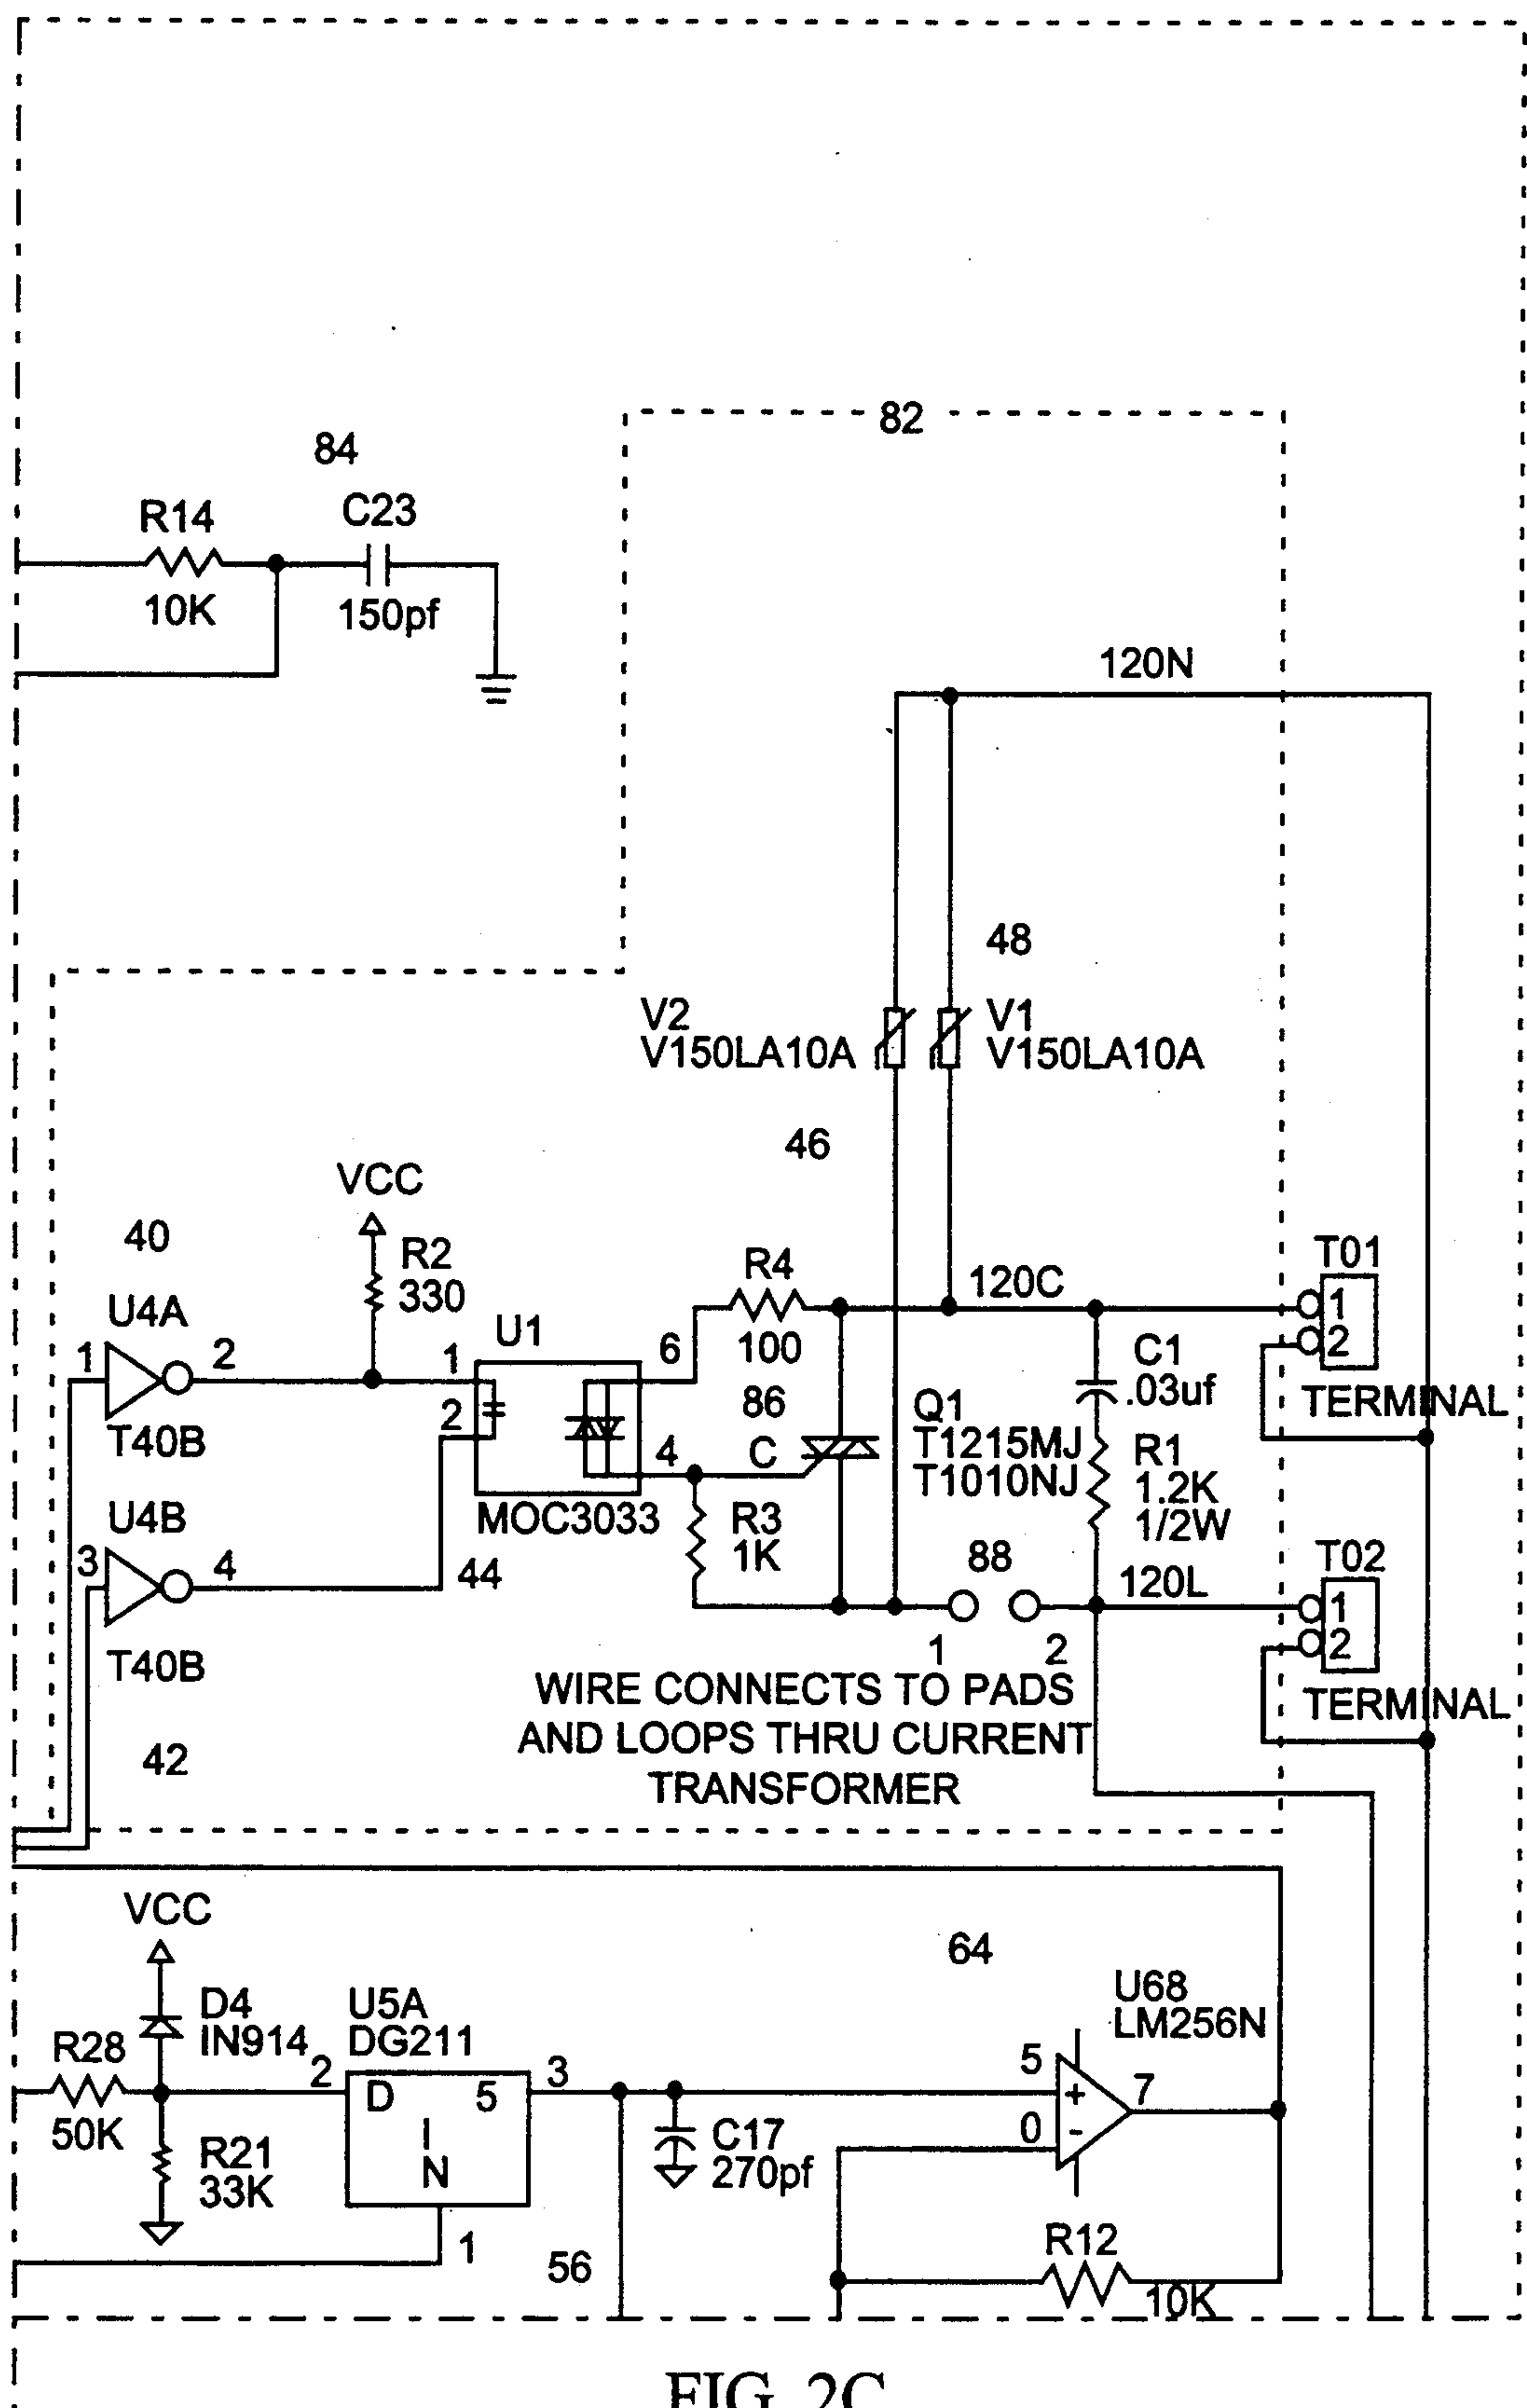 82
84
R14
C23
10K
150pf
120N
48
V2
V150LA10A
V1
V150LA10A
46
VCC
40
R2
330
U4A
1
2
T40B
U1
1
2
6
4
MOC3033
R4
100
120C
T01
1
2
TERMINAL
C1
.03uf
86
C
Q1
T1215MJ
T1010NJ
R1
1.2K
1/2W
U4B
3
4
T40B
44
R3
1K
88
1
2
120L
T02
1
2
TERMINAL
WIRE CONNECTS TO PADS
AND LOOPS THRU CURRENT
TRANSFORMER
42
VCC
64
D4
IN914
U5A
DG211
U68
LM256N
R28
50K
2
D
5
3
I
N
1
R21
33K
C17
270pf
5
+
0
-
7
56
R12
10K
FIG. 2C